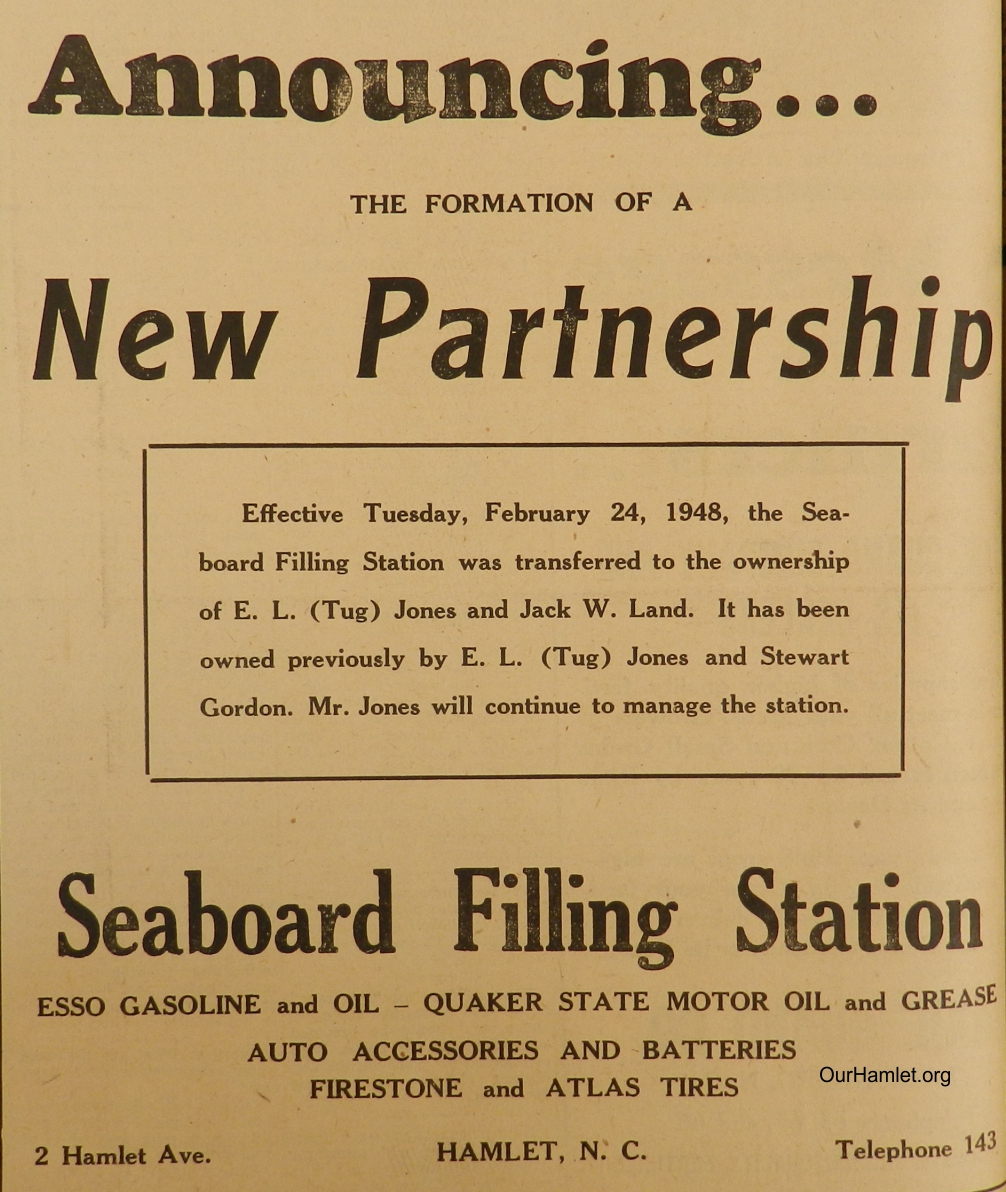 Announcing...
THE FORMATION OF A
New Partnership
Effective Tuesday, February 24, 1948, the Sea-
board Filling Station was transferred to the ownership
of E. L. (Tug) Jones and Jack W. Land. It has been
owned previously by E. L. (Tug) Jones and Stewart
Gordon. Mr. Jones will continue to manage the station.
Seaboard Filling Station
ESSO GASOLINE and OIL – QUAKER STATE MOTOR OIL and GREASE
AUTO ACCESSORIES AND BATTERIES
OurHamlet.org
FIRESTONE and ATLAS TIRES
2 Hamlet Ave. HAMLET, N. C. Telephone 143